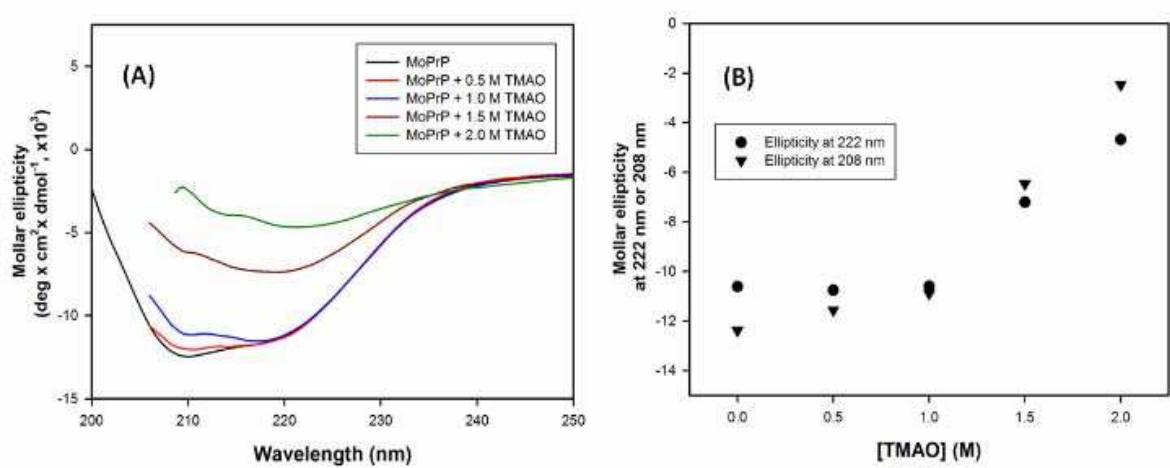 (A)
MoPrP
MoPrP + 0.5 M TMAO
MoPrP + 1.0 M TMAO
MoPrP + 1.5 M TMAO
MoPrP + 2.0 M TMAO
Mollar ellipticity
(deg x cm² x dmol⁻¹, x10³)
5
0
-5
-10
-15
200 210 220 230 240 250
Wavelength (nm)
(B)
Ellipticity at 222 nm
Ellipticity at 208 nm
Mollar ellipticity
at 222 nm or 208 nm
0
-2
-4
-6
-8
-10
-12
-14
0.0 0.5 1.0 1.5 2.0
[TMAO] (M)